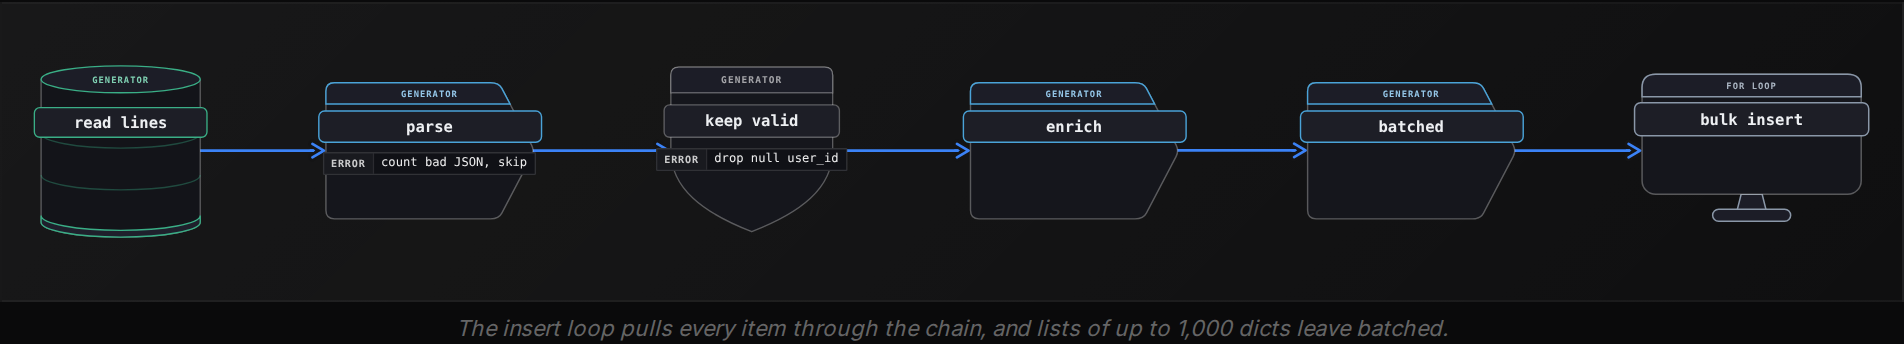 GENERATOR
read lines
GENERATOR
parse
ERROR count bad JSON, skip
GENERATOR
keep valid
ERROR drop null user_id
GENERATOR
enrich
GENERATOR
batched
FOR LOOP
bulk insert
The insert loop pulls every item through the chain, and lists of up to 1,000 dicts leave batched.